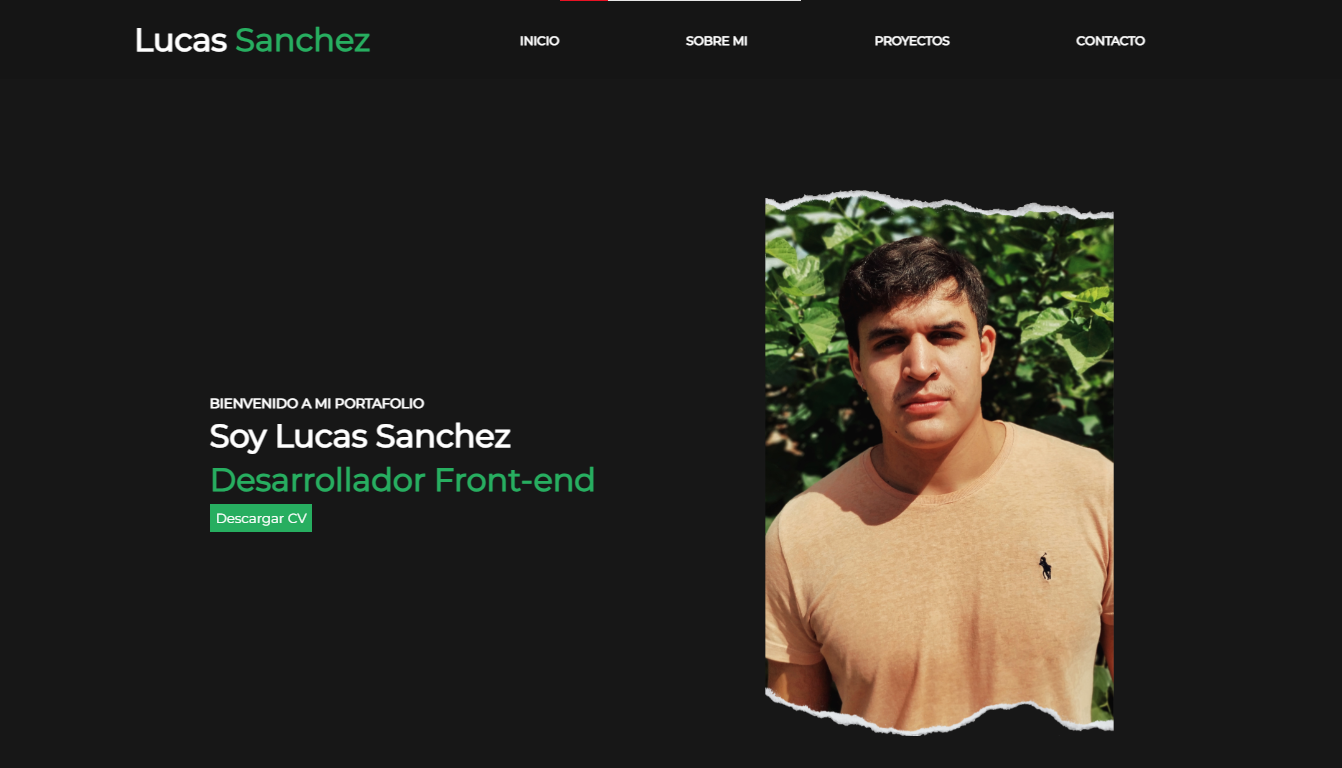 Lucas Sanchez
INICIO
SOBRE MI
PROYECTOS
CONTACTO
BIENVENIDO A MI PORTAFOLIO
Soy Lucas Sanchez
Desarrollador Front-end
Descargar CV